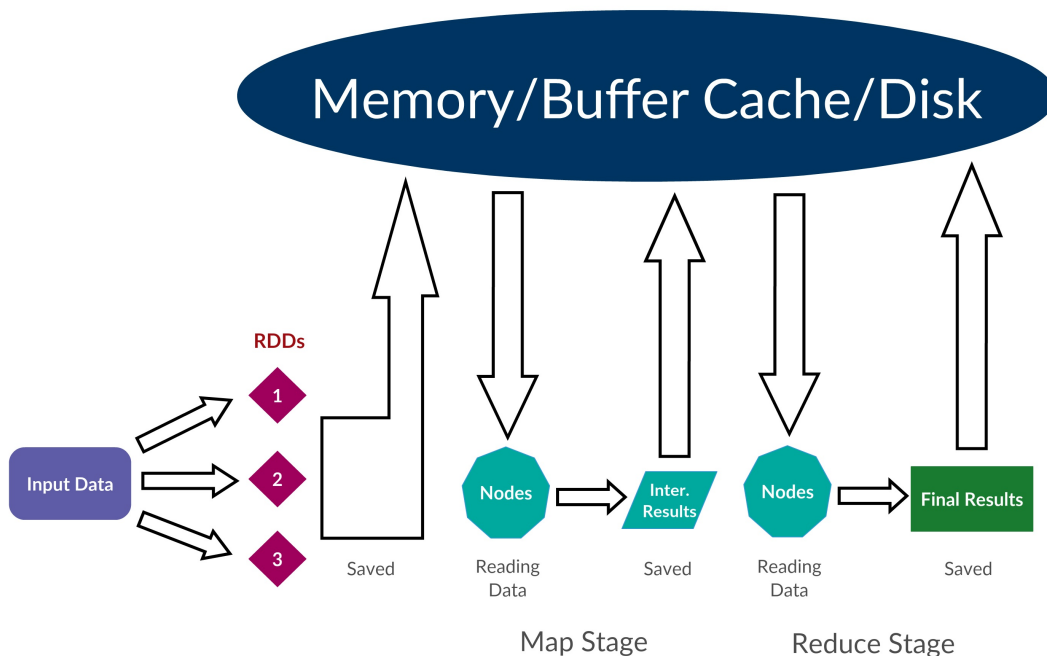 Memory/Buffer Cache/Disk
RDDs
1
Input Data
2
3
Nodes
Inter.
Results
Nodes
Final Results
Saved
Reading
Data
Saved
Reading
Data
Saved
Map Stage
Reduce Stage